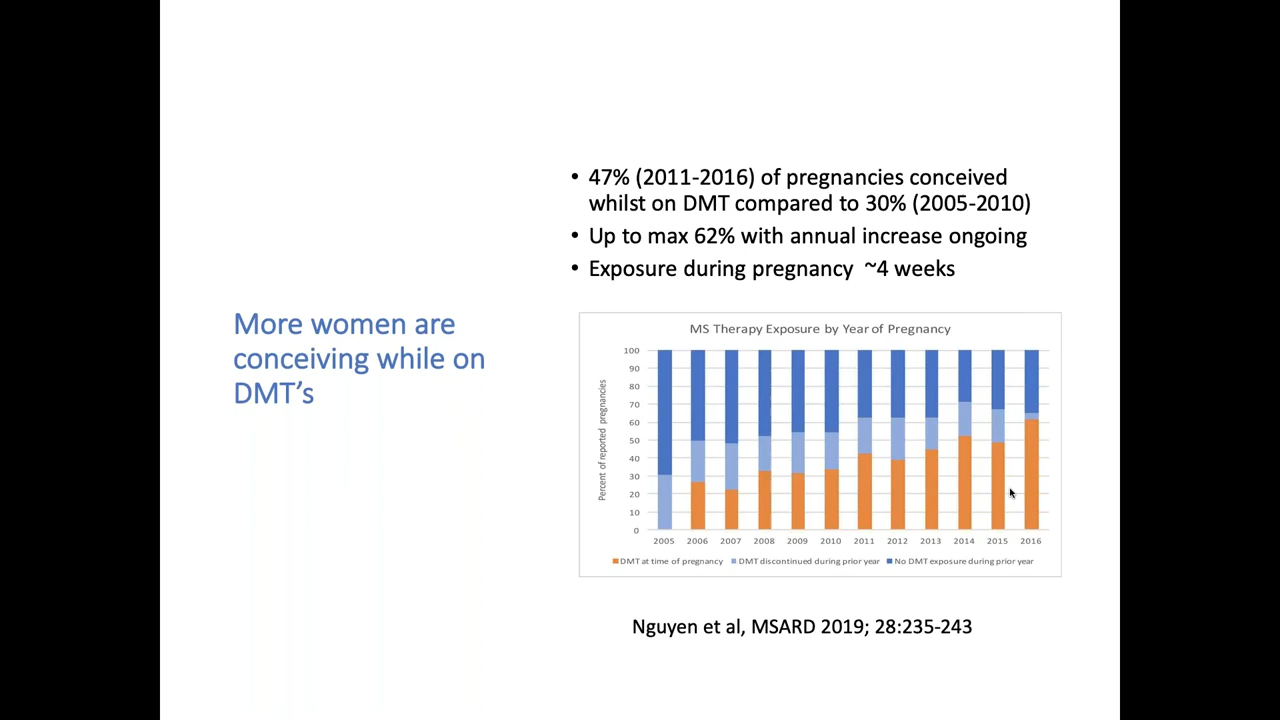 More women are
conceiving while on
DMT’s
• 47% (2011-2016) of pregnancies conceived
whilst on DMT compared to 30% (2005-2010)
• Up to max 62% with annual increase ongoing
• Exposure during pregnancy ~4 weeks
MS Therapy Exposure by Year of Pregnancy
Percent of reported pregnancies
100
90
80
70
60
50
40
30
20
10
0
2005 2006 2007 2008 2009 2010 2011 2012 2013 2014 2015 2016
DMT at time of pregnancy DMT discontinued during prior year No DMT exposure during prior year
Nguyen et al, MSARD 2019; 28:235-243